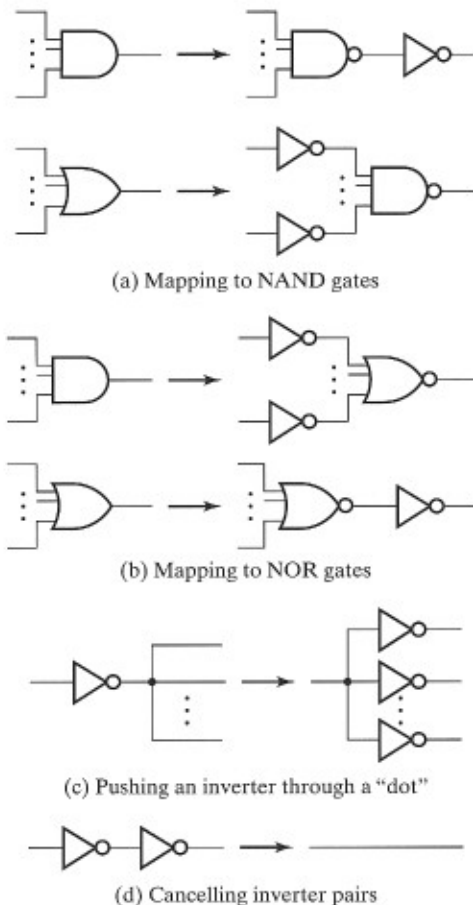 (a) Mapping to NAND gates
(b) Mapping to NOR gates
(c) Pushing an inverter through a “dot”
(d) Cancelling inverter pairs